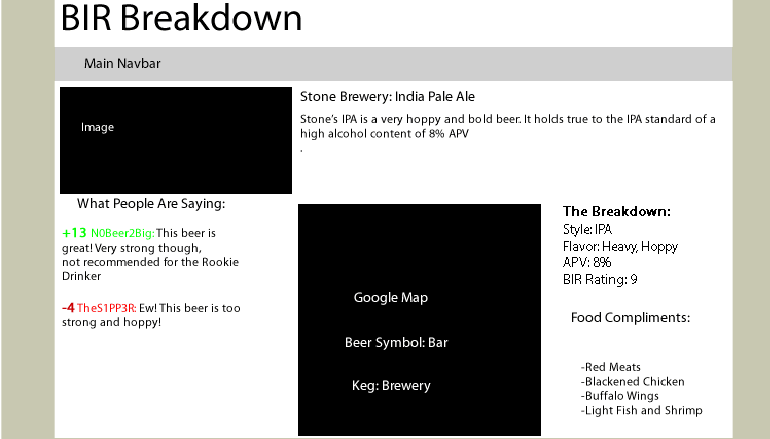 BIR Breakdown
Main Navbar
Image
Stone Brewery: India Pale Ale
Stone's IPA is a very hoppy and bold beer. It holds true to the IPA standard of a
high alcohol content of 8% APV
.
What People Are Saying:
+13 N0Beer2Big: This beer is
great! Very strong though,
not recommended for the Rookie
Drinker
-4 TheS1PP3R: Ew! This beer is too
strong and hoppy!
Google Map
Beer Symbol: Bar
Keg: Brewery
The Breakdown:
Style: IPA
Flavor: Heavy, Hoppy
APV: 8%
BIR Rating: 9
Food Compliments:
-Red Meats
-Blackened Chicken
-Buffalo Wings
-Light Fish and Shrimp